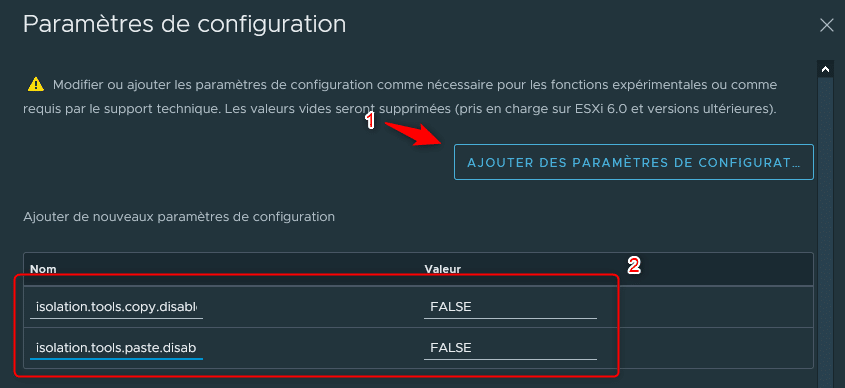 Paramètres de configuration
Modifier ou ajouter les paramètres de configuration comme nécessaire pour les fonctions expérimentales ou comme
requis par le support technique. Les valeurs vides seront supprimées (pris en charge sur ESXi 6.0 et versions ultérieures).
1
AJOUTER DES PARAMÈTRES DE CONFIGURAT...
Ajouter de nouveaux paramètres de configuration
2
Nom Valeur
isolation.tools.copy.disabl FALSE
isolation.tools.paste.disab FALSE